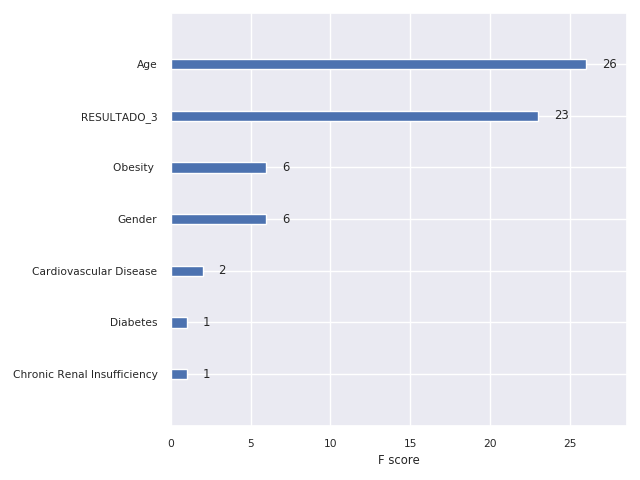 Age 26
RESULTADO_3 23
Obesity 6
Gender 6
Cardiovascular Disease 2
Diabetes 1
Chronic Renal Insufficiency 1
0 5 10 15 20 25
F score